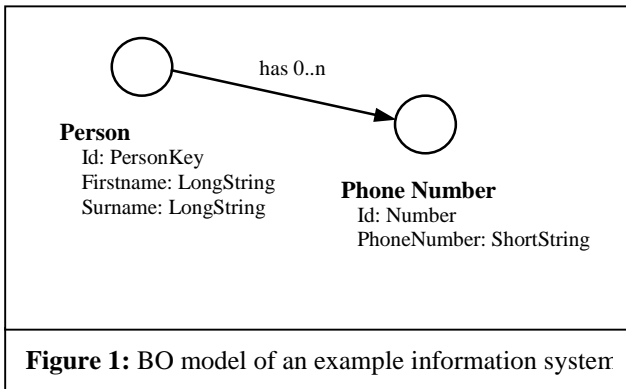 has 0..n
Person
Id: PersonKey
Firstname: LongString
Surname: LongString
Phone Number
Id: Number
PhoneNumber: ShortString
Figure 1: BO model of an example information system